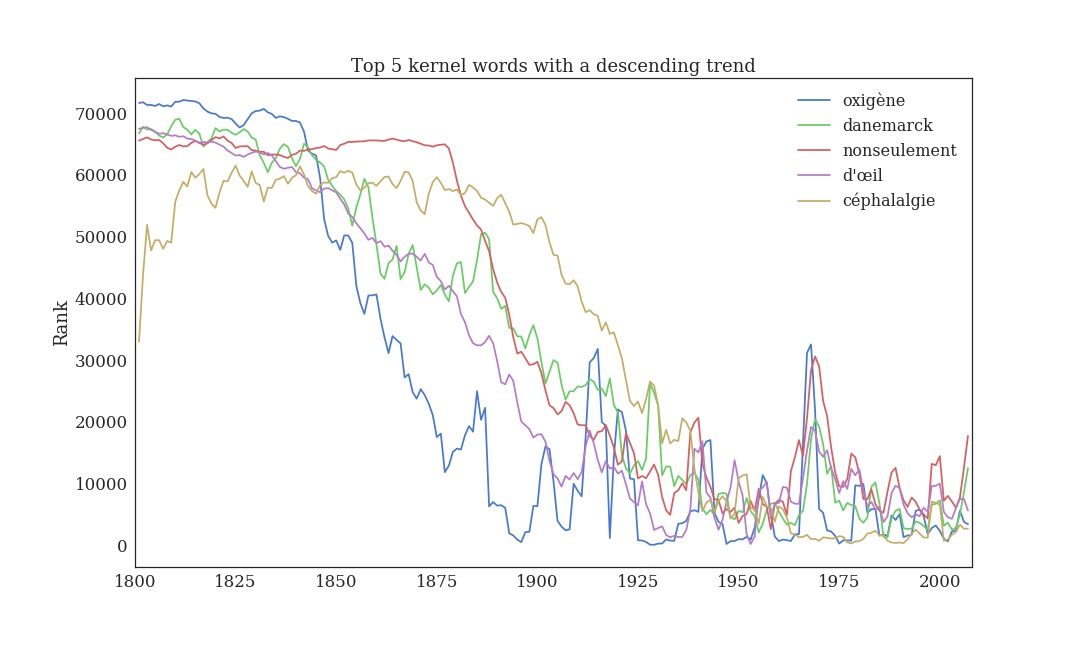 Top 5 kernel words with a descending trend
oxigène
danemarck
nonseulement
d'œil
céphalalgie
Rank
70000
60000
50000
40000
30000
20000
10000
0
1800 1825 1850 1875 1900 1925 1950 1975 2000